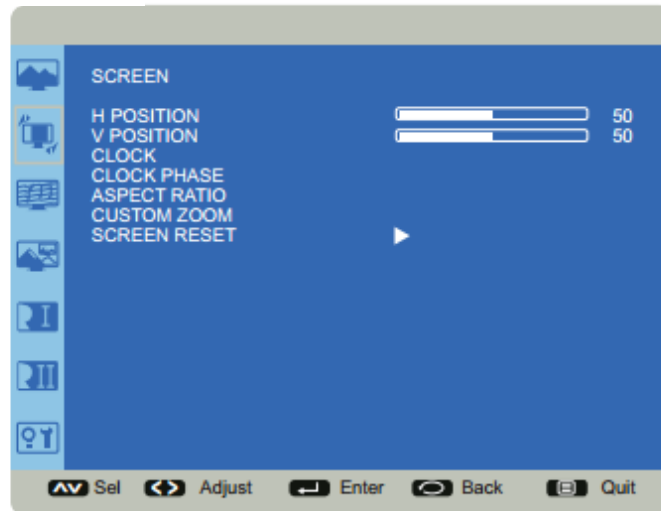 SCREEN
H POSITION 50
V POSITION 50
CLOCK
CLOCK PHASE
ASPECT RATIO
CUSTOM ZOOM
SCREEN RESET
Sel Adjust Enter Back Quit